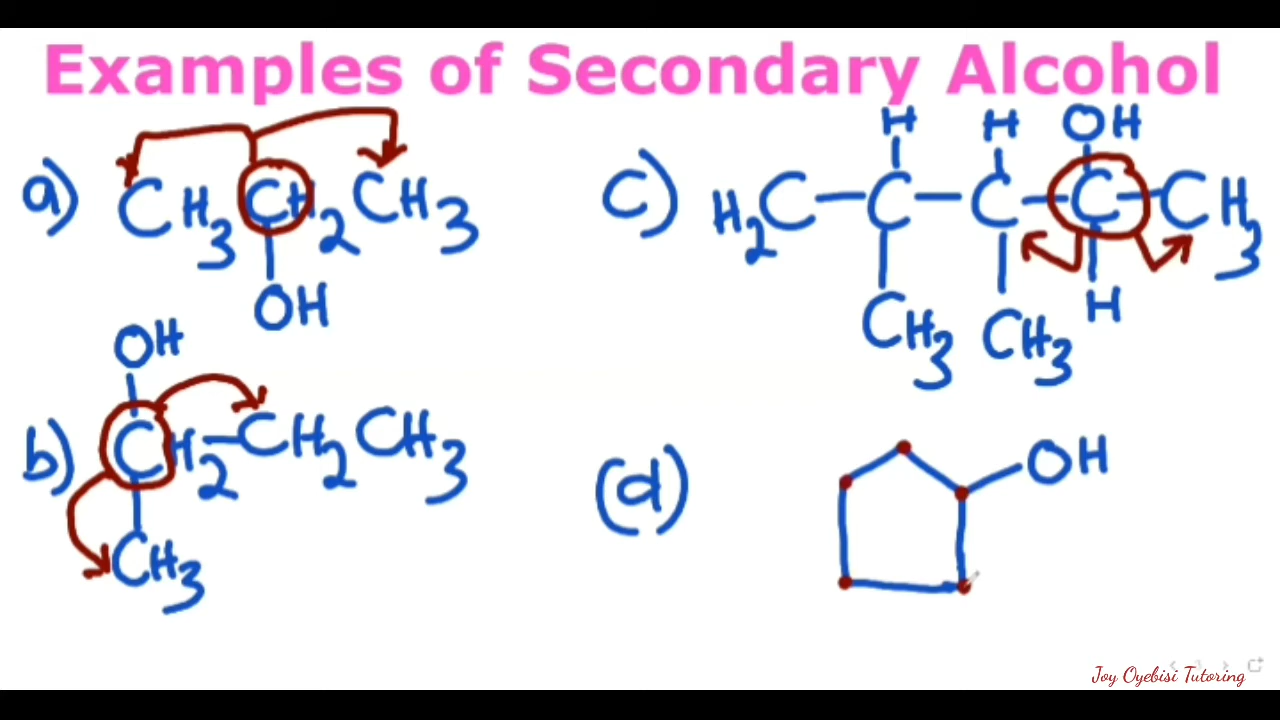 Examples of Secondary Alcohol
a) CH3CH2CH3
OH
OH
b) CH2-CH2CH3
CH3
H H OH
c) H2C-C-C-C-CH3
CH3 CH3 H
(d) OH
Joy Oyebisi Tutoring